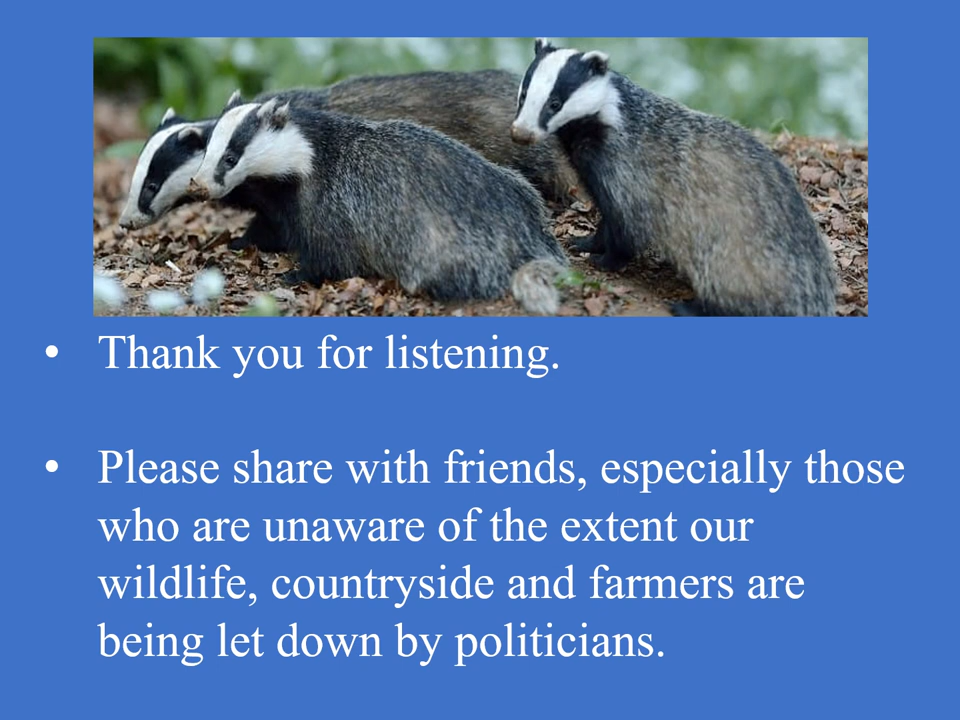 • Thank you for listening.
• Please share with friends, especially those
who are unaware of the extent our
wildlife, countryside and farmers are
being let down by politicians.